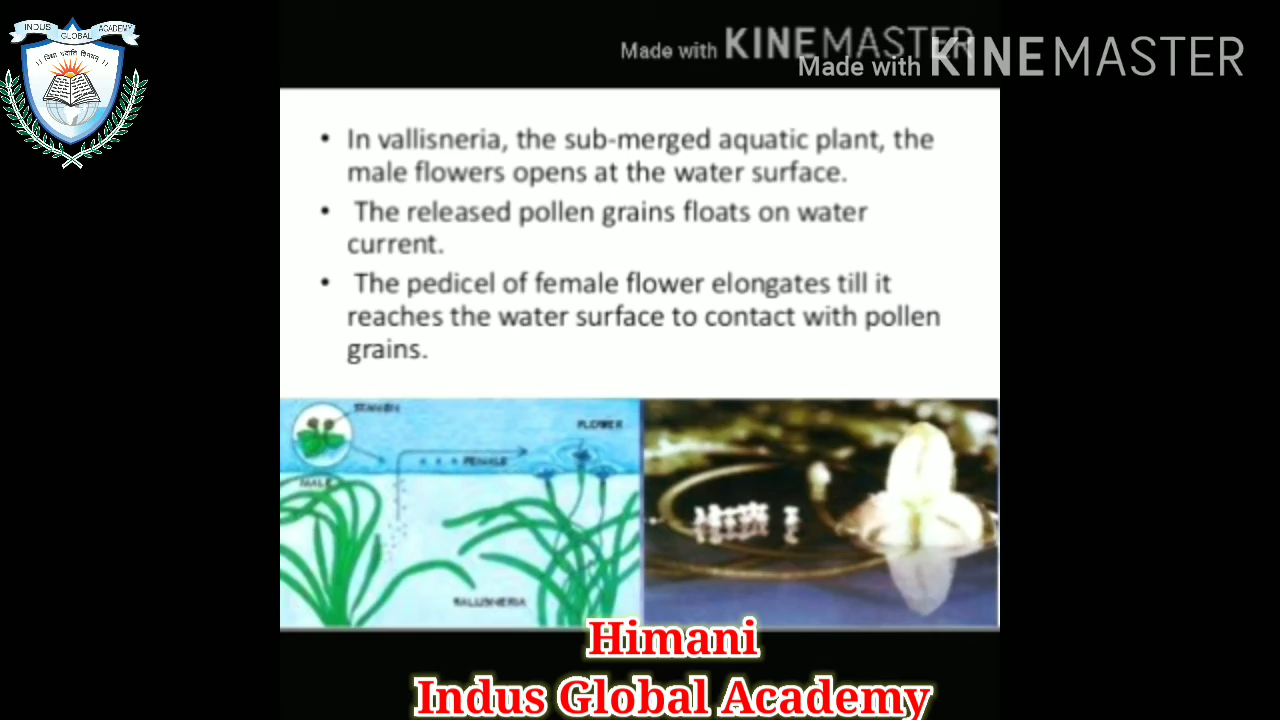 INDUS GLOBAL ACADEMY
।। विद्या ददाति विनयम् ।।
Made with KINEMASTER
Made with KINEMASTER
• In vallisneria, the sub-merged aquatic plant, the
male flowers opens at the water surface.
• The released pollen grains floats on water
current.
• The pedicel of female flower elongates till it
reaches the water surface to contact with pollen
grains.
FLOWER
FEMALE
MALE
Himani
Indus Global Academy